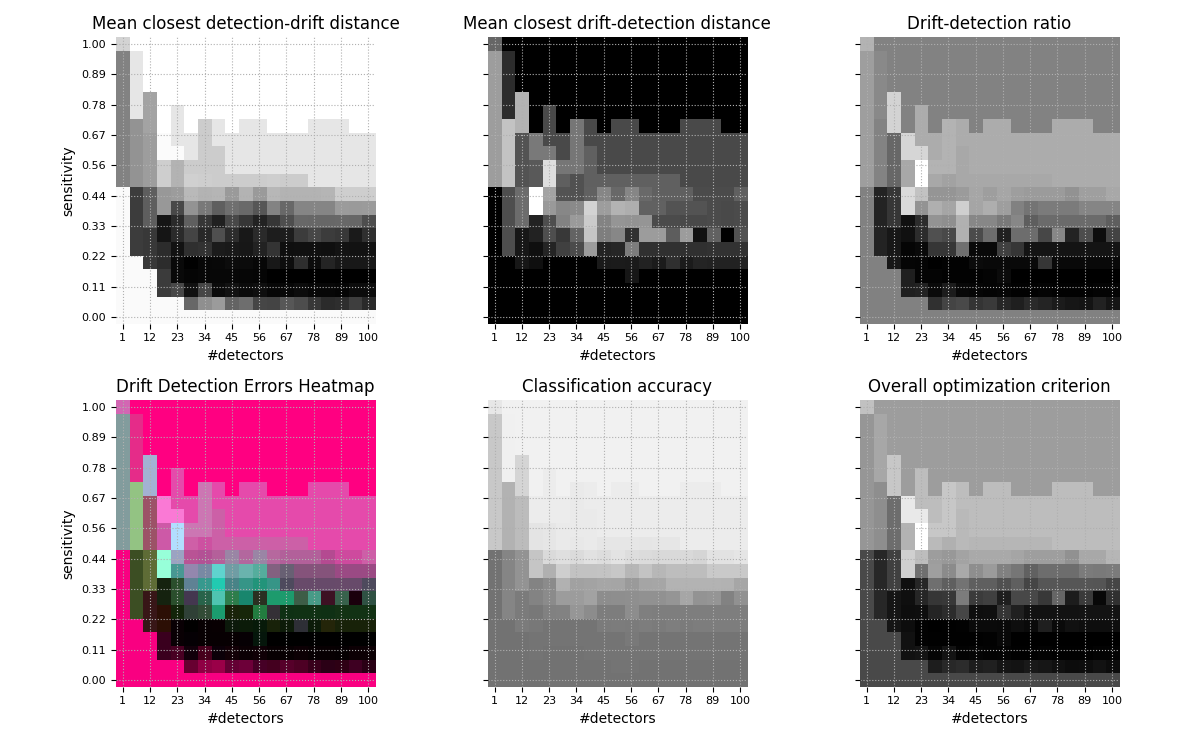 Mean closest detection-drift distance
Mean closest drift-detection distance
Drift-detection ratio
sensitivity
1.00
0.89
0.78
0.67
0.56
0.44
0.33
0.22
0.11
0.00
1 12 23 34 45 56 67 78 89 100
#detectors
1 12 23 34 45 56 67 78 89 100
#detectors
1 12 23 34 45 56 67 78 89 100
#detectors
Drift Detection Errors Heatmap
Classification accuracy
Overall optimization criterion
sensitivity
1.00
0.89
0.78
0.67
0.56
0.44
0.33
0.22
0.11
0.00
1 12 23 34 45 56 67 78 89 100
#detectors
1 12 23 34 45 56 67 78 89 100
#detectors
1 12 23 34 45 56 67 78 89 100
#detectors